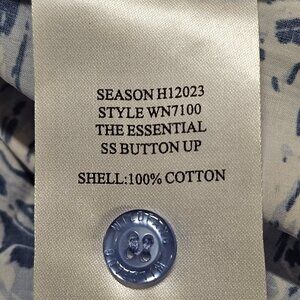 SEASON H12023
STYLE WN7100
THE ESSENTIAL
SS BUTTON UP
SHELL:100% COTTON